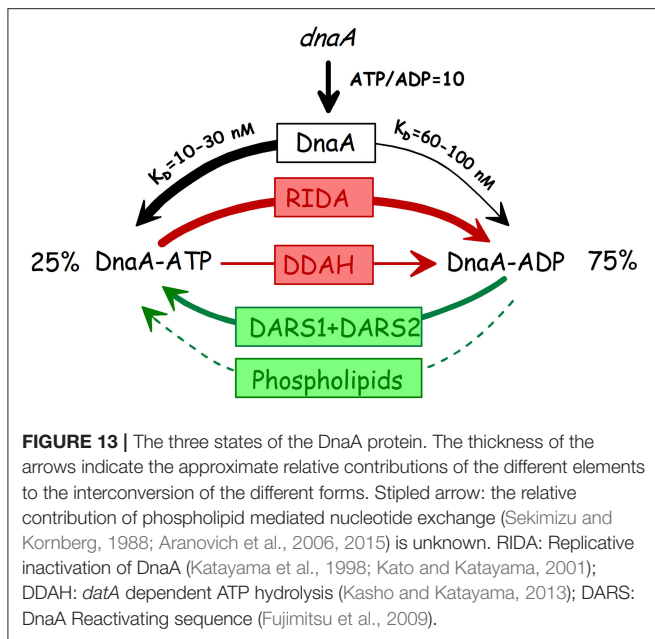 dnaA
ATP/ADP=10
DnaA
K_D=10-30 nM
K_D=60-100 nM
RIDA
25% DnaA-ATP
DDAH
DnaA-ADP 75%
DARS1+DARS2
Phospholipids
FIGURE 13 | The three states of the DnaA protein. The thickness of the
arrows indicate the approximate relative contributions of the different elements
to the interconversion of the different forms. Stipled arrow: the relative
contribution of phospholipid mediated nucleotide exchange (Sekimizu and
Kornberg, 1988; Aranovich et al., 2006, 2015) is unknown. RIDA: Replicative
inactivation of DnaA (Katayama et al., 1998; Kato and Katayama, 2001);
DDAH: datA dependent ATP hydrolysis (Kasho and Katayama, 2013); DARS:
DnaA Reactivating sequence (Fujimitsu et al., 2009).